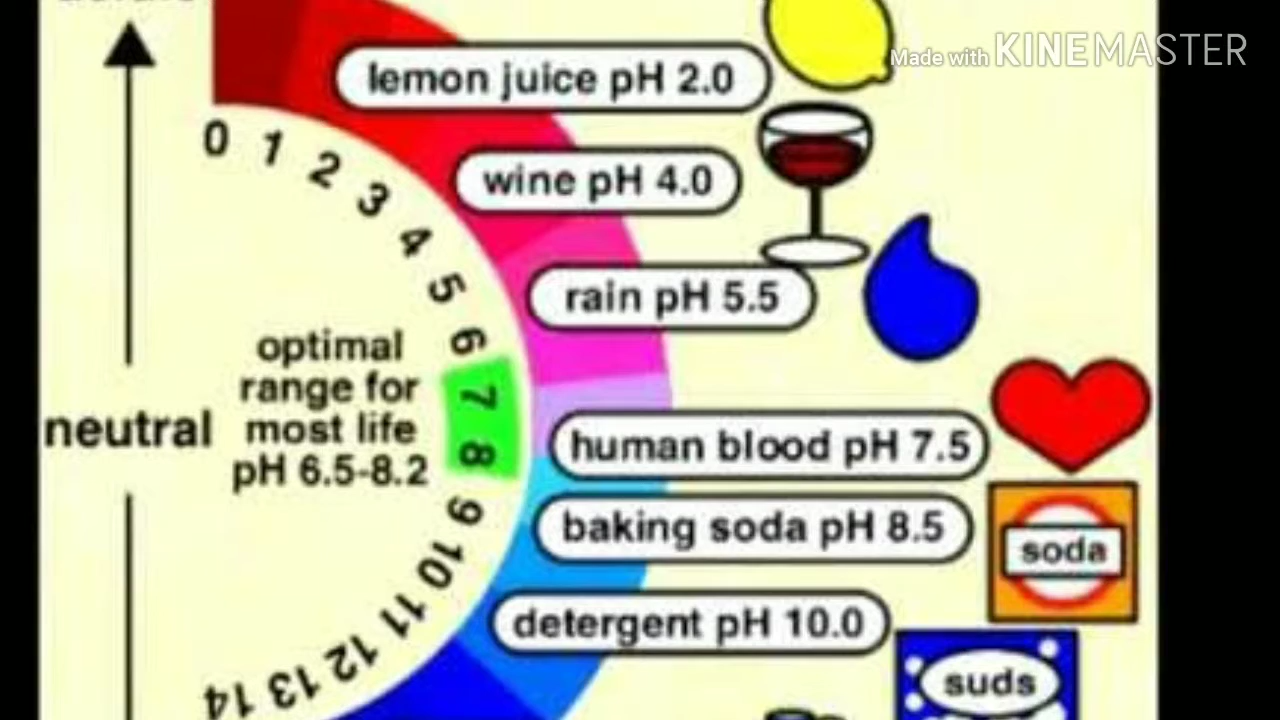 Made with KINEMASTER
lemon juice pH 2.0
wine pH 4.0
rain pH 5.5
human blood pH 7.5
baking soda pH 8.5
detergent pH 10.0
0
1
2
3
4
5
6
7
8
9
10
11
12
13
14
optimal
range for
most life
pH 6.5-8.2
neutral
soda
suds